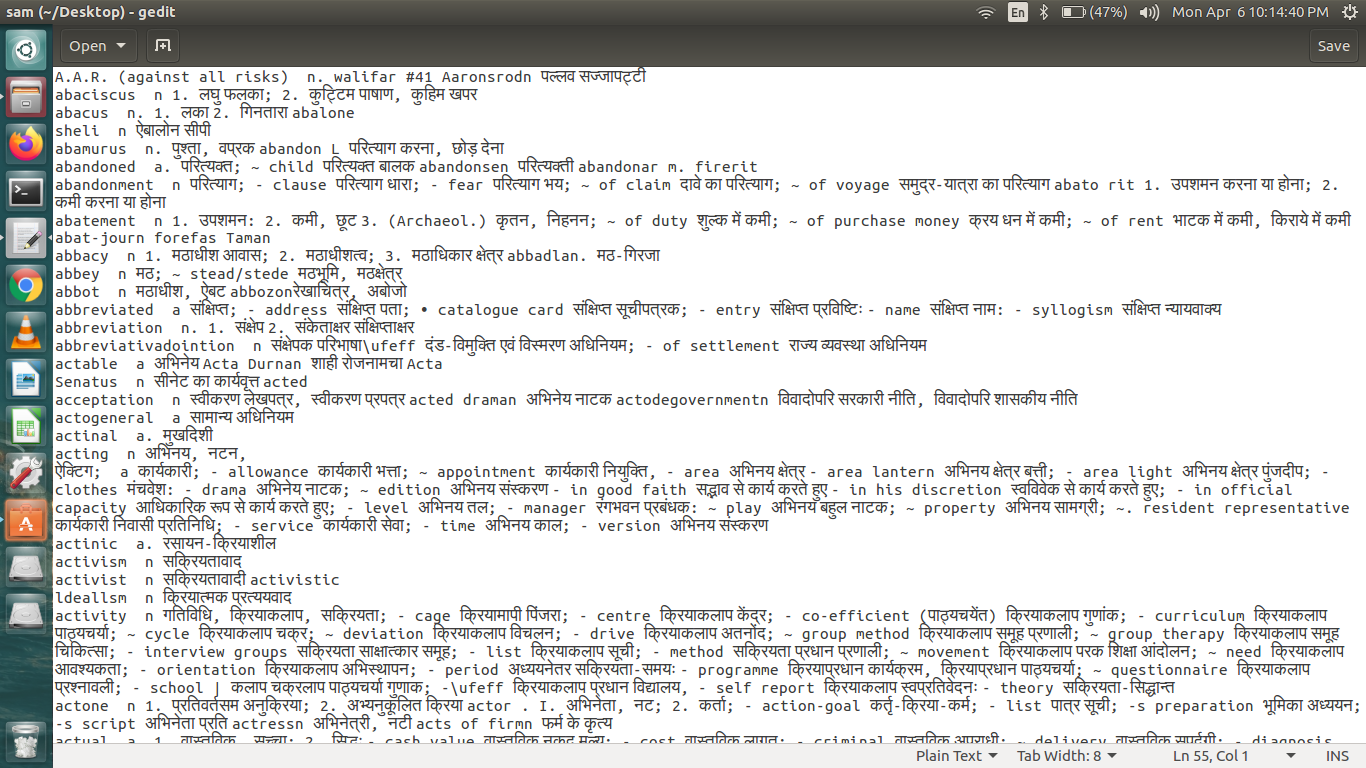 sam (~/Desktop) - gedit
En (47%) Mon Apr 6 10:14:40 PM
Open Save
A.A.R. (against all risks) n. walifar #41 Aaronsrodn पल्लव सज्जापट्टी
abaciscus n 1. लघु फलका; 2. कुट्टिम पाषाण, कुहिम खपर
abacus n. 1. लका 2. गिनतारा abalone
sheli n ऐबालोन सीपी
abamurus n. पुश्ता, वप्रक abandon L परित्याग करना, छोड़ देना
abandoned a. परित्यक्त; ~ child परित्यक्त बालक abandonsen परित्यक्ती abandonar m. firerit
abandonment n परित्याग; - clause परित्याग धारा; - fear परित्याग भय; ~ of claim दावे का परित्याग; ~ of voyage समुद्र-यात्रा का परित्याग abato rit 1. उपशमन करना या होना; 2.
कमी करना या होना
abatement n 1. उपशमन: 2. कमी, छूट 3. (Archaeol.) कृतन, निहनन; ~ of duty शुल्क में कमी; ~ of purchase money क्रय धन में कमी; ~ of rent भाटक में कमी, किराये में कमी
abat-journ forefas Taman
abbacy n 1. मठाधीश आवास; 2. मठाधीशत्व; 3. मठाधिकार क्षेत्र abbadlan. मठ-गिरजा
abbey n मठ; ~ stead/stede मठभूमि, मठक्षेत्र
abbot n मठाधीश, ऐबट abbozonरेखाचित्र, अबोजो
abbreviated a संक्षिप्त; - address संक्षिप्त पता; • catalogue card संक्षिप्त सूचीपत्रक; - entry संक्षिप्त प्रविष्टिः - name संक्षिप्त नाम: - syllogism संक्षिप्त न्यायवाक्य
abbreviation n. 1. संक्षेप 2. संकेताक्षर संक्षिप्ताक्षर
abbreviativadointion n संक्षेपक परिभाषा\ufeff दंड-विमुक्ति एवं विस्मरण अधिनियम; - of settlement राज्य व्यवस्था अधिनियम
actable a अभिनेय Acta Durnan शाही रोजनामचा Acta
Senatus n सीनेट का कार्यवृत्त acted
acceptation n स्वीकरण लेखपत्र, स्वीकरण प्रपत्र acted draman अभिनेय नाटक actodegovernmentn विवादोपरि सरकारी नीति, विवादोपरि शासकीय नीति
actogeneral a सामान्य अधिनियम
actinal a. मुखदिशी
acting n अभिनय, नटन,
ऐक्टिग; a कार्यकारी; - allowance कार्यकारी भत्ता; ~ appointment कार्यकारी नियुक्ति, - area अभिनय क्षेत्र - area lantern अभिनय क्षेत्र बत्ती; - area light अभिनय क्षेत्र पुंजदीप; -
clothes मंचवेश: - drama अभिनेय नाटक; ~ edition अभिनय संस्करण - in good faith सद्भाव से कार्य करते हुए - in his discretion स्वविवेक से कार्य करते हुए; - in official
capacity आधिकारिक रूप से कार्य करते हुए; - level अभिनय तल; - manager रंगभवन प्रबंधक: ~ play अभिनय बहुल नाटक; ~ property अभिनय सामग्री; ~. resident representative
कार्यकारी निवासी प्रतिनिधि; - service कार्यकारी सेवा; - time अभिनय काल; - version अभिनय संस्करण
actinic a. रसायन-क्रियाशील
activism n सक्रियतावाद
activist n सक्रियतावादी activistic
ldeallsm n क्रियात्मक प्रत्ययवाद
activity n गतिविधि, क्रियाकलाप, सक्रियता; - cage क्रियामापी पिंजरा; - centre क्रियाकलाप केंद्र; - co-efficient (पाठ्यचयेंत) क्रियाकलाप गुणांक; - curriculum क्रियाकलाप
पाठ्यचर्या; ~ cycle क्रियाकलाप चक्र; ~ deviation क्रियाकलाप विचलन; - drive क्रियाकलाप अतर्नोद; ~ group method क्रियाकलाप समूह प्रणाली; ~ group therapy क्रियाकलाप समूह
चिकित्सा; - interview groups सक्रियता साक्षात्कार समूह; - list क्रियाकलाप सूची; - method सक्रियता प्रधान प्रणाली; ~ movement क्रियाकलाप परक शिक्षा आंदोलन; ~ need क्रियाकलाप
आवश्यकता; - orientation क्रियाकलाप अभिस्थापन; - period अध्ययनेतर सक्रियता-समयः - programme क्रियाप्रधान कार्यक्रम, क्रियाप्रधान पाठ्यचर्या; ~ questionnaire क्रियाकलाप
प्रश्नावली; - school | कलाप चक्रलाप पाठ्यचर्या गुणाक; -\ufeff क्रियाकलाप प्रधान विद्यालय, - self report क्रियाकलाप स्वप्रतिवेदनः - theory सक्रियता-सिद्धान्त
actone n 1. प्रतिवर्तसम अनुक्रिया; 2. अभ्यनुकूलित क्रिया actor . I. अभिनेता, नट; 2. कर्ता; - action-goal कर्तृ-क्रिया-कर्म; - list पात्र सूची; -s preparation भूमिका अध्ययन;
-s script अभिनेता प्रति actressn अभिनेत्री, नटी acts of firmn फर्म के कृत्य
actual a. 1. वास्तविक, सच्चा; 2. सिद्ध; - cash value वास्तविक नकद मूल्य; - cost वास्तविक लागत; - criminal वास्तविक अपराधी; ~ delivery वास्तविक सुपुर्दगी; - diagnosis
Plain Text Tab Width: 8 Ln 55, Col 1 INS